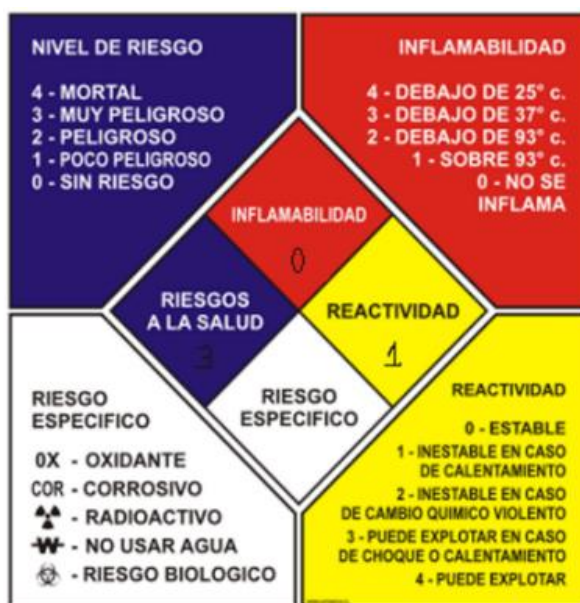 NIVEL DE RIESGO
4 - MORTAL
3 - MUY PELIGROSO
2 - PELIGROSO
1 - POCO PELIGROSO
0 - SIN RIESGO
INFLAMABILIDAD
4 - DEBAJO DE 25° c.
3 - DEBAJO DE 37° c.
2 - DEBAJO DE 93° c.
1 - SOBRE 93° c.
0 - NO SE
INFLAMA
INFLAMABILIDAD
0
RIESGOS
A LA SALUD
3
REACTIVIDAD
1
RIESGO
ESPECIFICO
RIESGO
ESPECIFICO
0X - OXIDANTE
COR - CORROSIVO
- RADIOACTIVO
W - NO USAR AGUA
- RIESGO BIOLOGICO
REACTIVIDAD
0 - ESTABLE
1 - INESTABLE EN CASO
DE CALENTAMIENTO
2 - INESTABLE EN CASO
DE CAMBIO QUIMICO VIOLENTO
3 - PUEDE EXPLOTAR EN CASO
DE CHOQUE O CALENTAMIENTO
4 - PUEDE EXPLOTAR